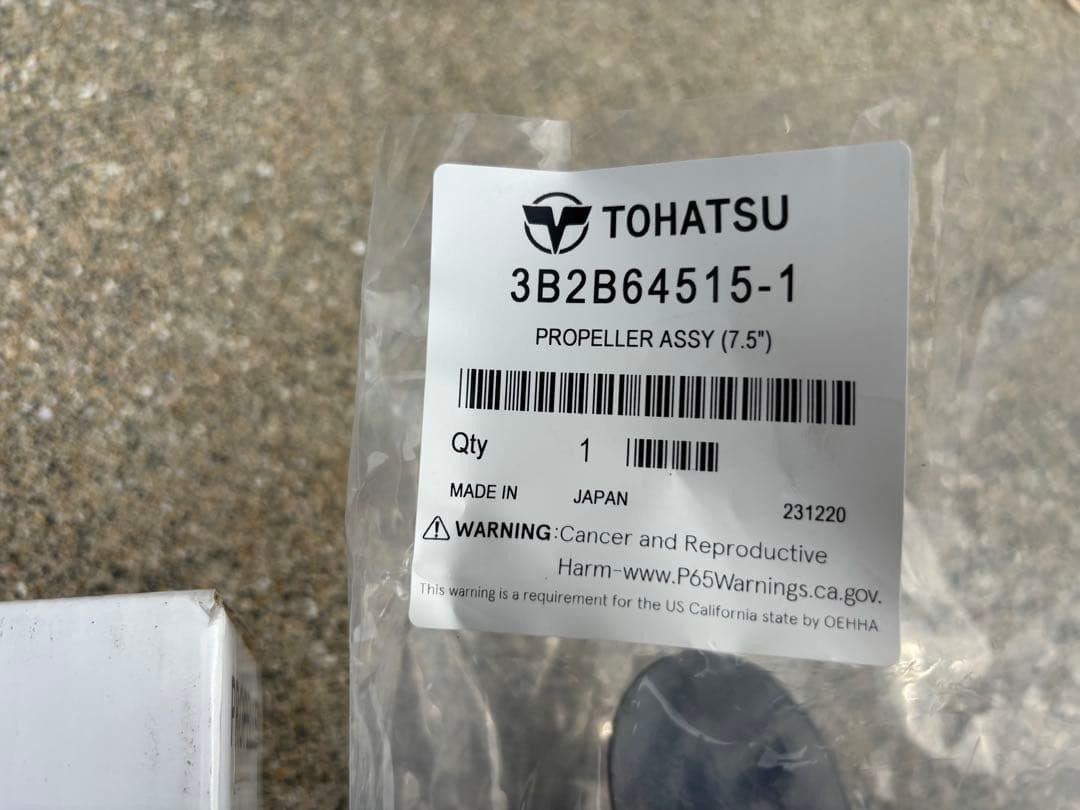 TOHATSU
3B2B64515-1
PROPELLER ASSY (7.5")
Qty 1
MADE IN JAPAN
231220
WARNING:Cancer and Reproductive
Harm-www.P65Warnings.ca.gov.
This warning is a requirement for the US California state by OEHHA